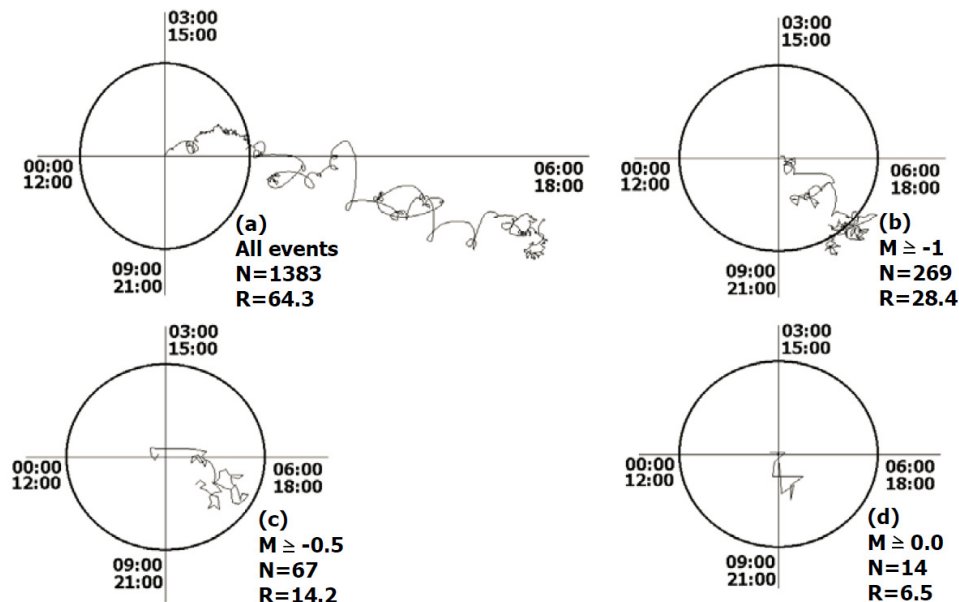 03:00
15:00
00:00
12:00
06:00
18:00
09:00
21:00
(a)
All events
N=1383
R=64.3
03:00
15:00
00:00
12:00
06:00
18:00
09:00
21:00
(b)
M ≧ -1
N=269
R=28.4
03:00
15:00
00:00
12:00
06:00
18:00
09:00
21:00
(c)
M ≧ -0.5
N=67
R=14.2
03:00
15:00
00:00
12:00
06:00
18:00
09:00
21:00
(d)
M ≧ 0.0
N=14
R=6.5